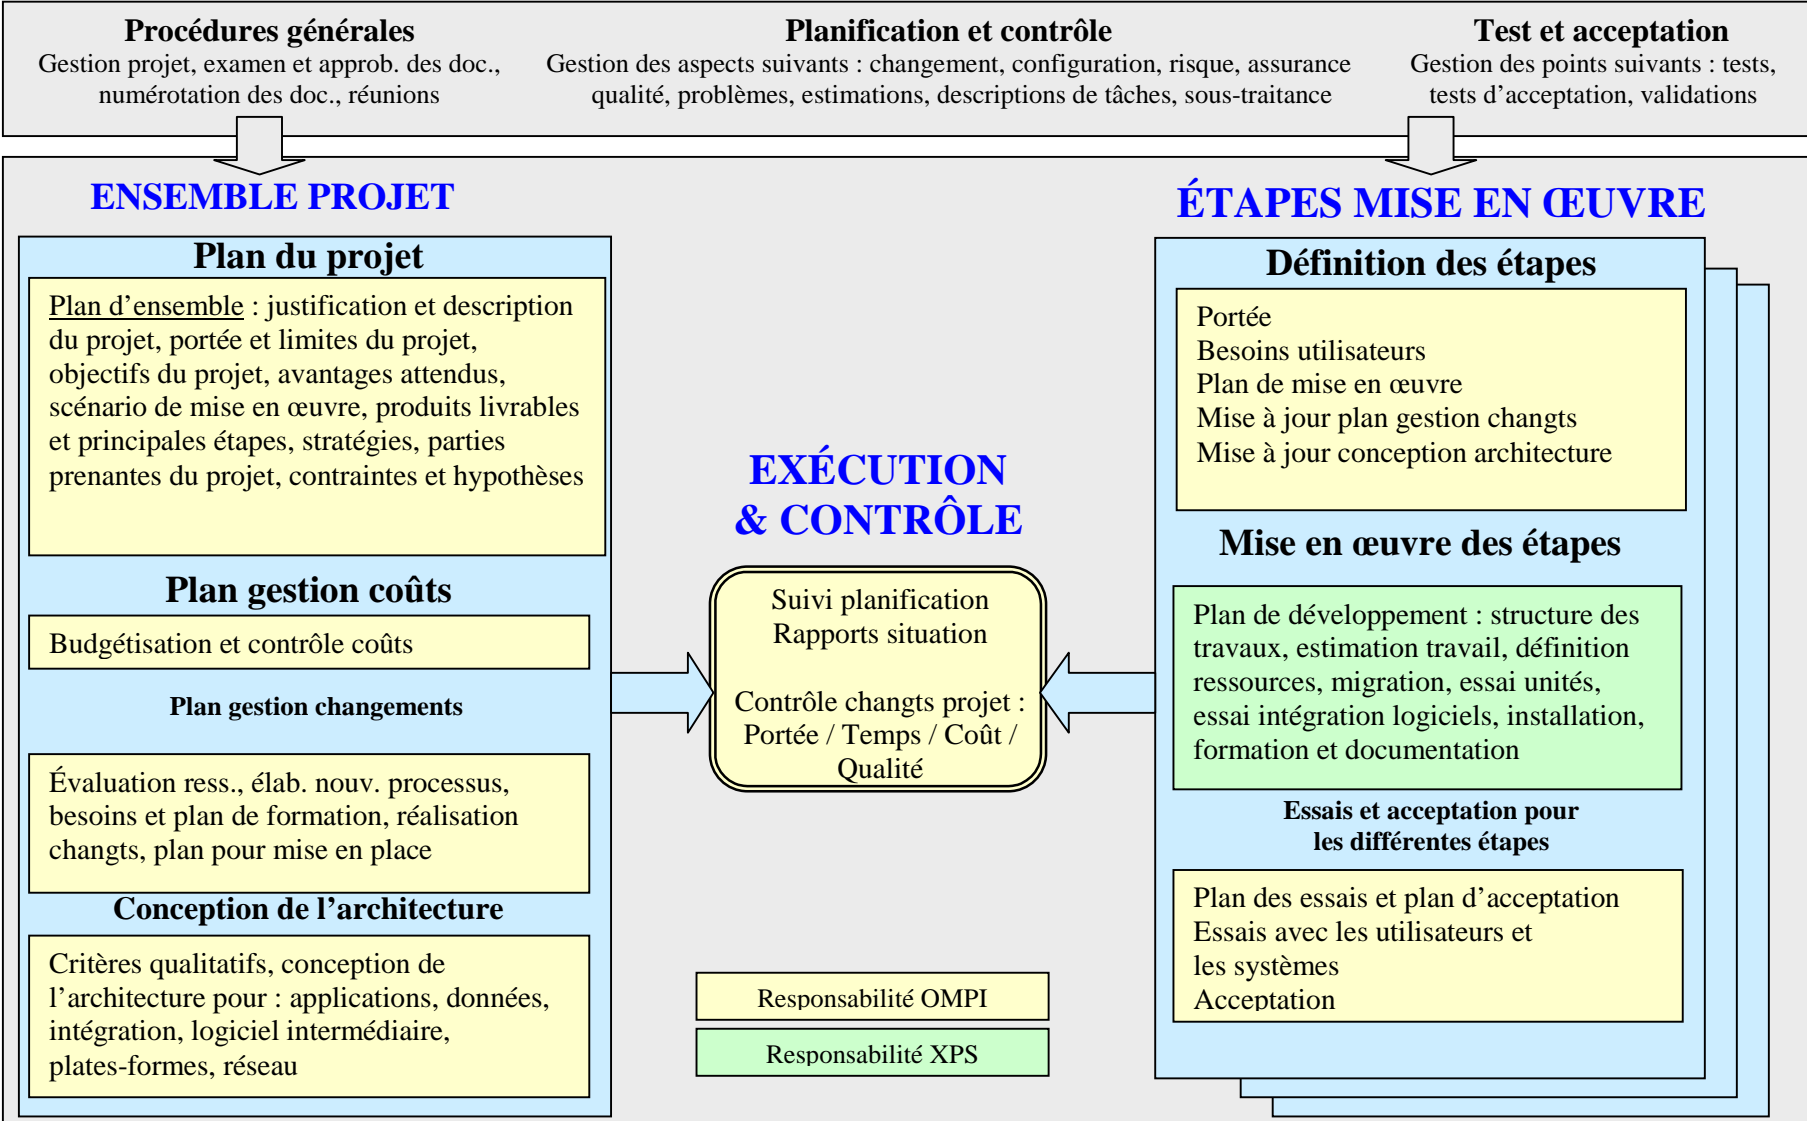 Procédures générales
Gestion projet, examen et approb. des doc.,
numérotation des doc., réunions
Planification et contrôle
Gestion des aspects suivants : changement, configuration, risque, assurance
qualité, problèmes, estimations, descriptions de tâches, sous-traitance
Test et acceptation
Gestion des points suivants : tests,
tests d’acceptation, validations
ENSEMBLE PROJET
Plan du projet
Plan d’ensemble : justification et description
du projet, portée et limites du projet,
objectifs du projet, avantages attendus,
scénario de mise en œuvre, produits livrables
et principales étapes, stratégies, parties
prenantes du projet, contraintes et hypothèses
Plan gestion coûts
Budgétisation et contrôle coûts
Plan gestion changements
Évaluation ress., élab. nouv. processus,
besoins et plan de formation, réalisation
changts, plan pour mise en place
Conception de l’architecture
Critères qualitatifs, conception de
l’architecture pour : applications, données,
intégration, logiciel intermédiaire,
plates-formes, réseau
EXÉCUTION
& CONTRÔLE
Suivi planification
Rapports situation
Contrôle changts projet :
Portée / Temps / Coût /
Qualité
Responsabilité OMPI
Responsabilité XPS
ÉTAPES MISE EN ŒUVRE
Définition des étapes
Portée
Besoins utilisateurs
Plan de mise en œuvre
Mise à jour plan gestion changts
Mise à jour conception architecture
Mise en œuvre des étapes
Plan de développement : structure des
travaux, estimation travail, définition
ressources, migration, essai unités,
essai intégration logiciels, installation,
formation et documentation
Essais et acceptation pour
les différentes étapes
Plan des essais et plan d’acceptation
Essais avec les utilisateurs et
les systèmes
Acceptation